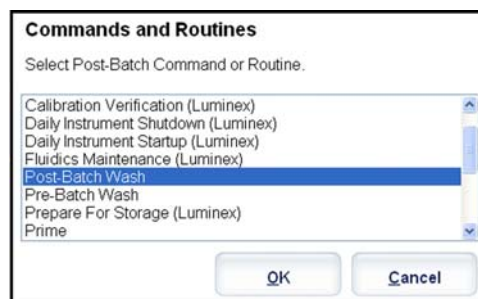 Commands and Routines
Select Post-Batch Command or Routine.
Calibration Verification (Luminex)
Daily Instrument Shutdown (Luminex)
Daily Instrument Startup (Luminex)
Fluidics Maintenance (Luminex)
Post-Batch Wash
Pre-Batch Wash
Prepare For Storage (Luminex)
Prime
OK Cancel